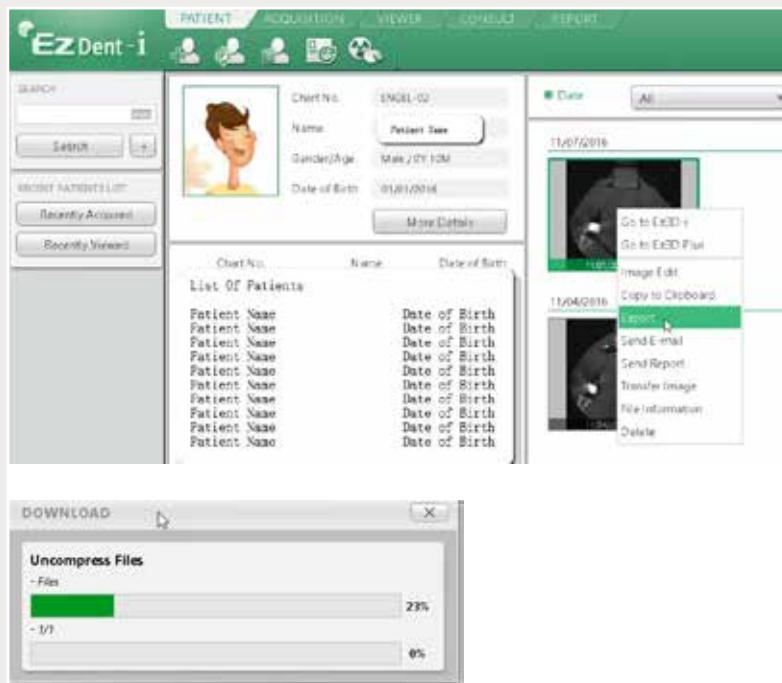 EzDent-i
PATIENT ACQUISITION VIEWER CONSULT REPORT
SEARCH
Search +
RECENT PATIENTS LIST
Recently Acquired
Recently Viewed
Chart No. ENGEL-02
Name Patient Name
Gender/Age Male / 0Y 10M
Date of Birth 01/01/2016
More Details
Chart No. Name Date of Birth
List Of Patients
Patient Name Date of Birth
Patient Name Date of Birth
Patient Name Date of Birth
Patient Name Date of Birth
Patient Name Date of Birth
Patient Name Date of Birth
Patient Name Date of Birth
Patient Name Date of Birth
Patient Name Date of Birth
Patient Name Date of Birth
Date All
11/07/2016
Go to Ez3D-i
Go to Ez3D Plus
Image Edit
Copy to Clipboard
Export
Send E-mail
Send Report
Transfer Image
File Information
Delete
11/04/2016
DOWNLOAD X
Uncompress Files
- Files
23%
- 1/1
0%